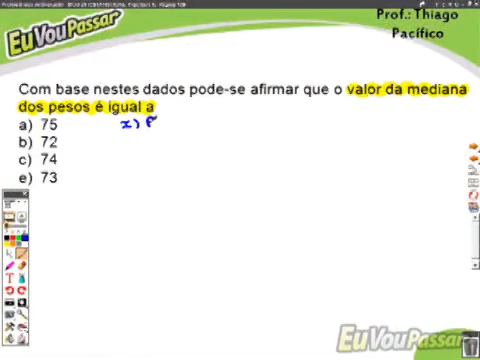 EuVouPassar
Prof.: Thiago
Pacífico
Com base nestes dados pode-se afirmar que o valor da mediana
dos pesos é igual a
a) 75
x) P
b) 72
c) 74
e) 73
EuVouPassar